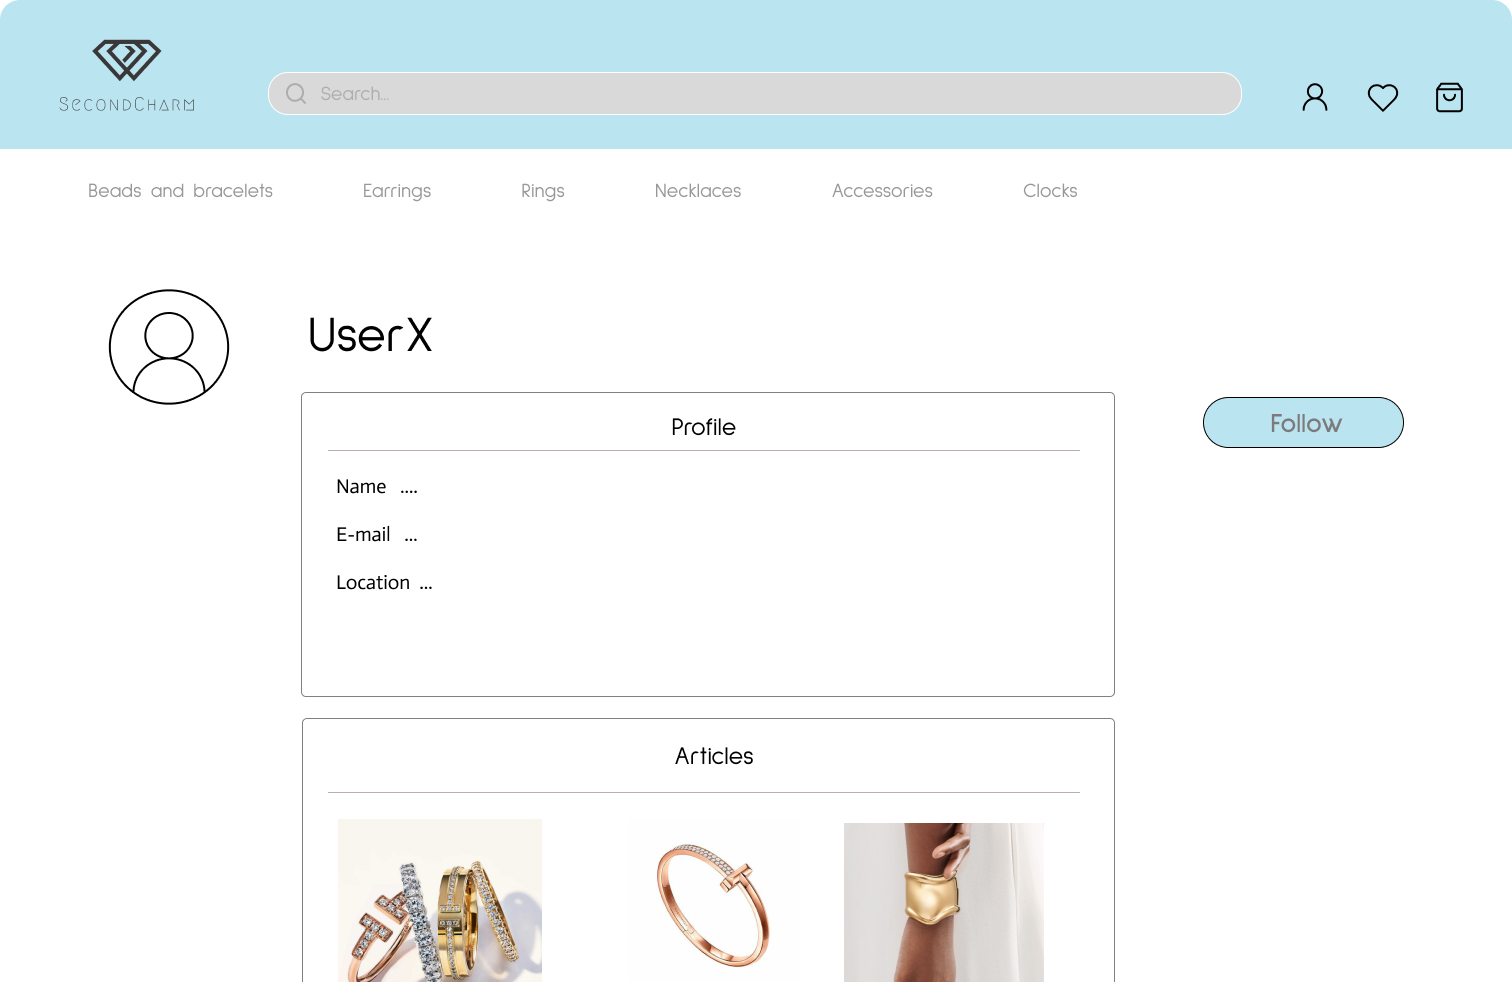 SECONDCHARM
Search...
Beads and bracelets
Earrings
Rings
Necklaces
Accessories
Clocks
UserX
Follow
Profile
Name ....
E-mail ...
Location ...
Articles